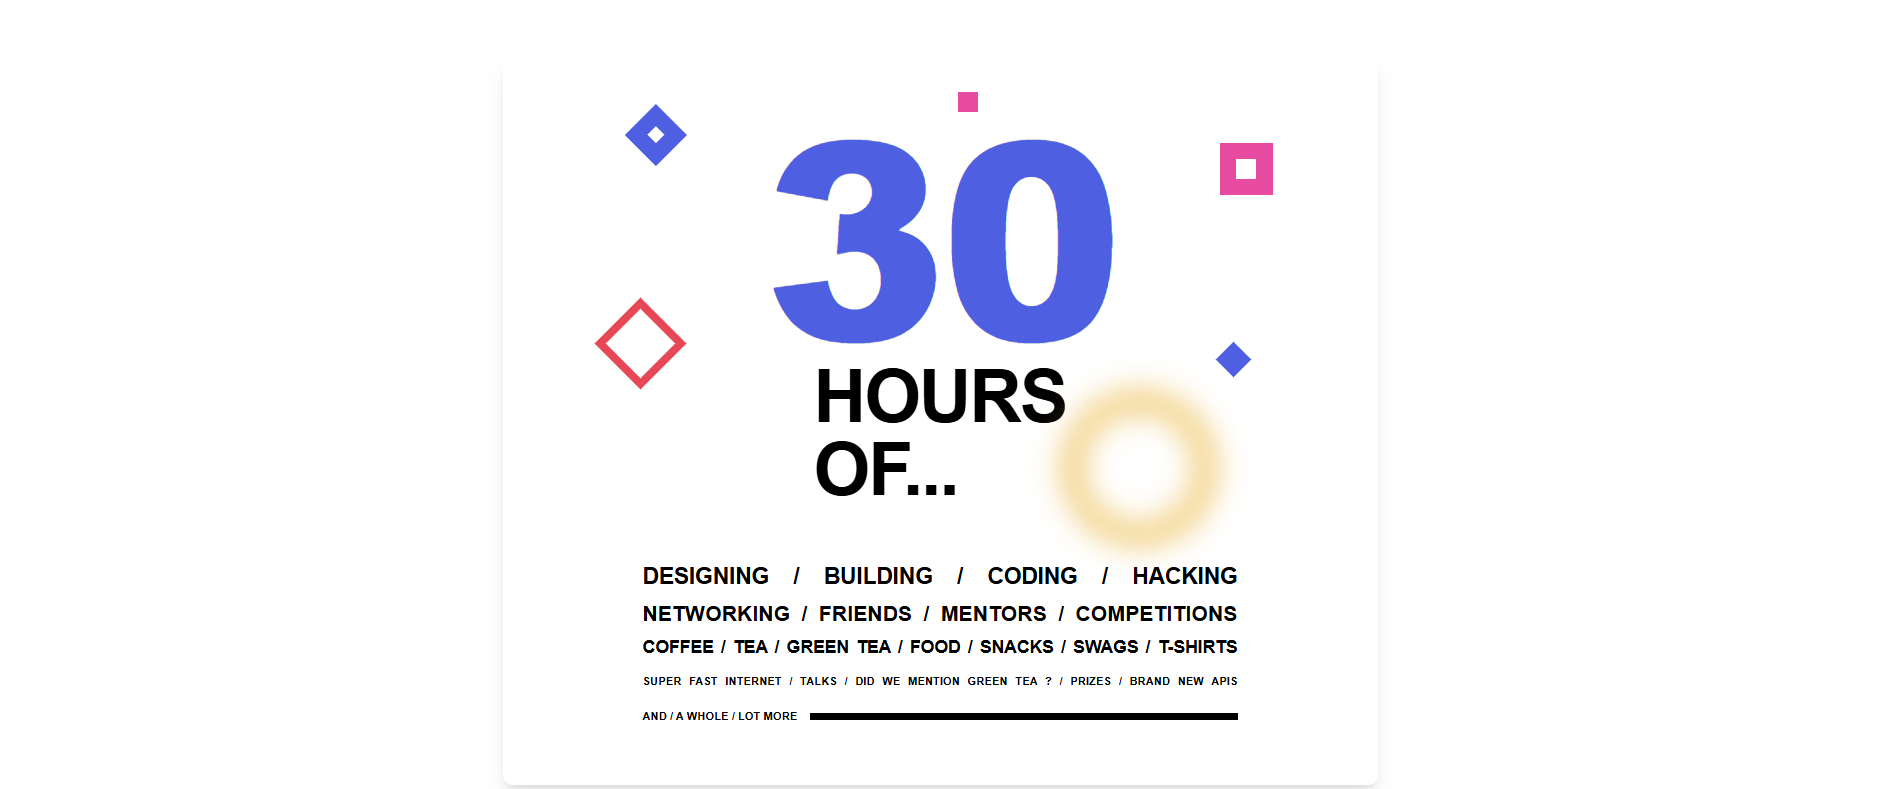 30
HOURS
OF...
DESIGNING / BUILDING / CODING / HACKING
NETWORKING / FRIENDS / MENTORS / COMPETITIONS
COFFEE / TEA / GREEN TEA / FOOD / SNACKS / SWAGS / T-SHIRTS
SUPER FAST INTERNET / TALKS / DID WE MENTION GREEN TEA ? / PRIZES / BRAND NEW APIS
AND / A WHOLE / LOT MORE